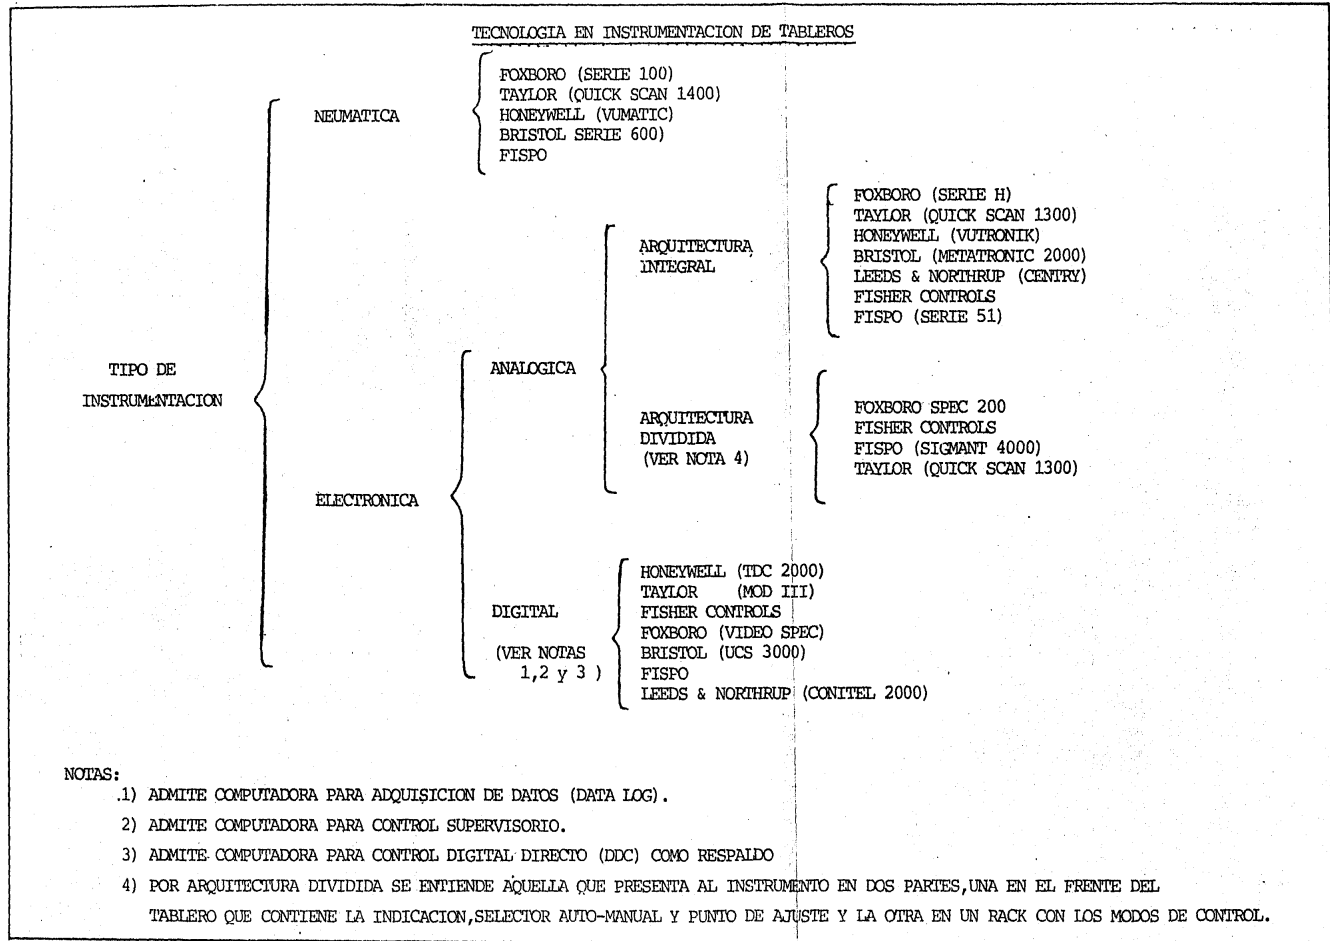 TECNOLOGIA EN INSTRUMENTACION DE TABLEROS
TIPO DE
INSTRUMENTACION
NEUMATICA
FOXBORO (SERIE 100)
TAYLOR (QUICK SCAN 1400)
HONEYWELL (VUMATIC)
BRISTOL SERIE 600)
FISPO
ELECTRONICA
ANALOGICA
ARQUITECTURA
INTEGRAL
FOXBORO (SERIE H)
TAYLOR (QUICK SCAN 1300)
HONEYWELL (VUTRONIK)
BRISTOL (METATRONIC 2000)
LEEDS & NORTHRUP (CENTRY)
FISHER CONTROLS
FISPO (SERIE 51)
ARQUITECTURA
DIVIDIDA
(VER NOTA 4)
FOXBORO SPEC 200
FISHER CONTROLS
FISPO (SIGMANT 4000)
TAYLOR (QUICK SCAN 1300)
DIGITAL
(VER NOTAS
1,2 y 3 )
HONEYWELL (TDC 2000)
TAYLOR (MOD III)
FISHER CONTROLS
FOXBORO (VIDEO SPEC)
BRISTOL (UCS 3000)
FISPO
LEEDS & NORTHRUP (CONITEL 2000)
NOTAS:
.1) ADMITE COMPUTADORA PARA ADQUISICION DE DATOS (DATA LOG).
2) ADMITE COMPUTADORA PARA CONTROL SUPERVISORIO.
3) ADMITE COMPUTADORA PARA CONTROL DIGITAL DIRECTO (DDC) COMO RESPALDO
4) POR ARQUITECTURA DIVIDIDA SE ENTIENDE AQUELLA QUE PRESENTA AL INSTRUMENTO EN DOS PARTES,UNA EN EL FRENTE DEL
TABLERO QUE CONTIENE LA INDICACION,SELECTOR AUTO-MANUAL Y PUNTO DE AJUSTE Y LA OTRA EN UN RACK CON LOS MODOS DE CONTROL.